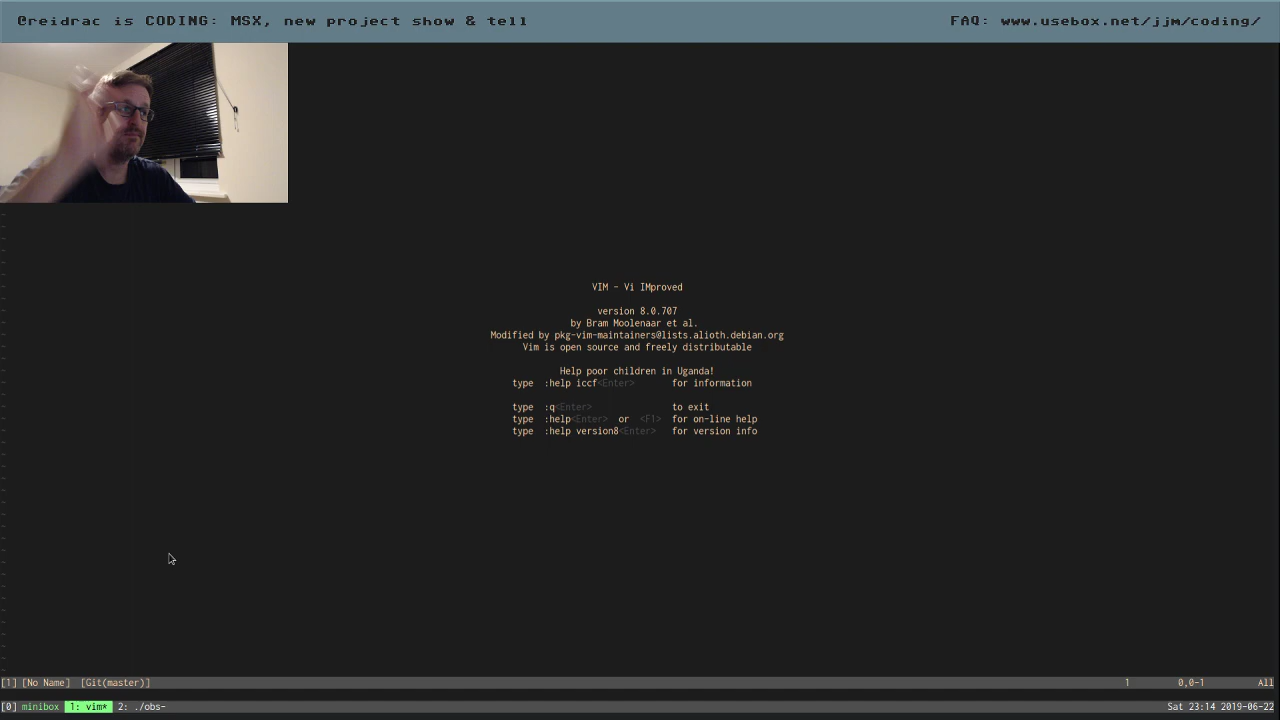 @reidrac is CODING: MSX, new project show & tell
FAQ: www.usebox.net/jjm/coding/
VIM - Vi IMproved
version 8.0.707
by Bram Moolenaar et al.
Modified by pkg-vim-maintainers@lists.alioth.debian.org
Vim is open source and freely distributable
Help poor children in Uganda!
type :help iccf<Enter> for information
type :q<Enter> to exit
type :help<Enter> or <F1> for on-line help
type :help version8<Enter> for version info
[1] [No Name] [Git(master)] 1 0,0-1 All
[0] minibox 1: vim* 2: ./obs- Sat 23:14 2019-06-22